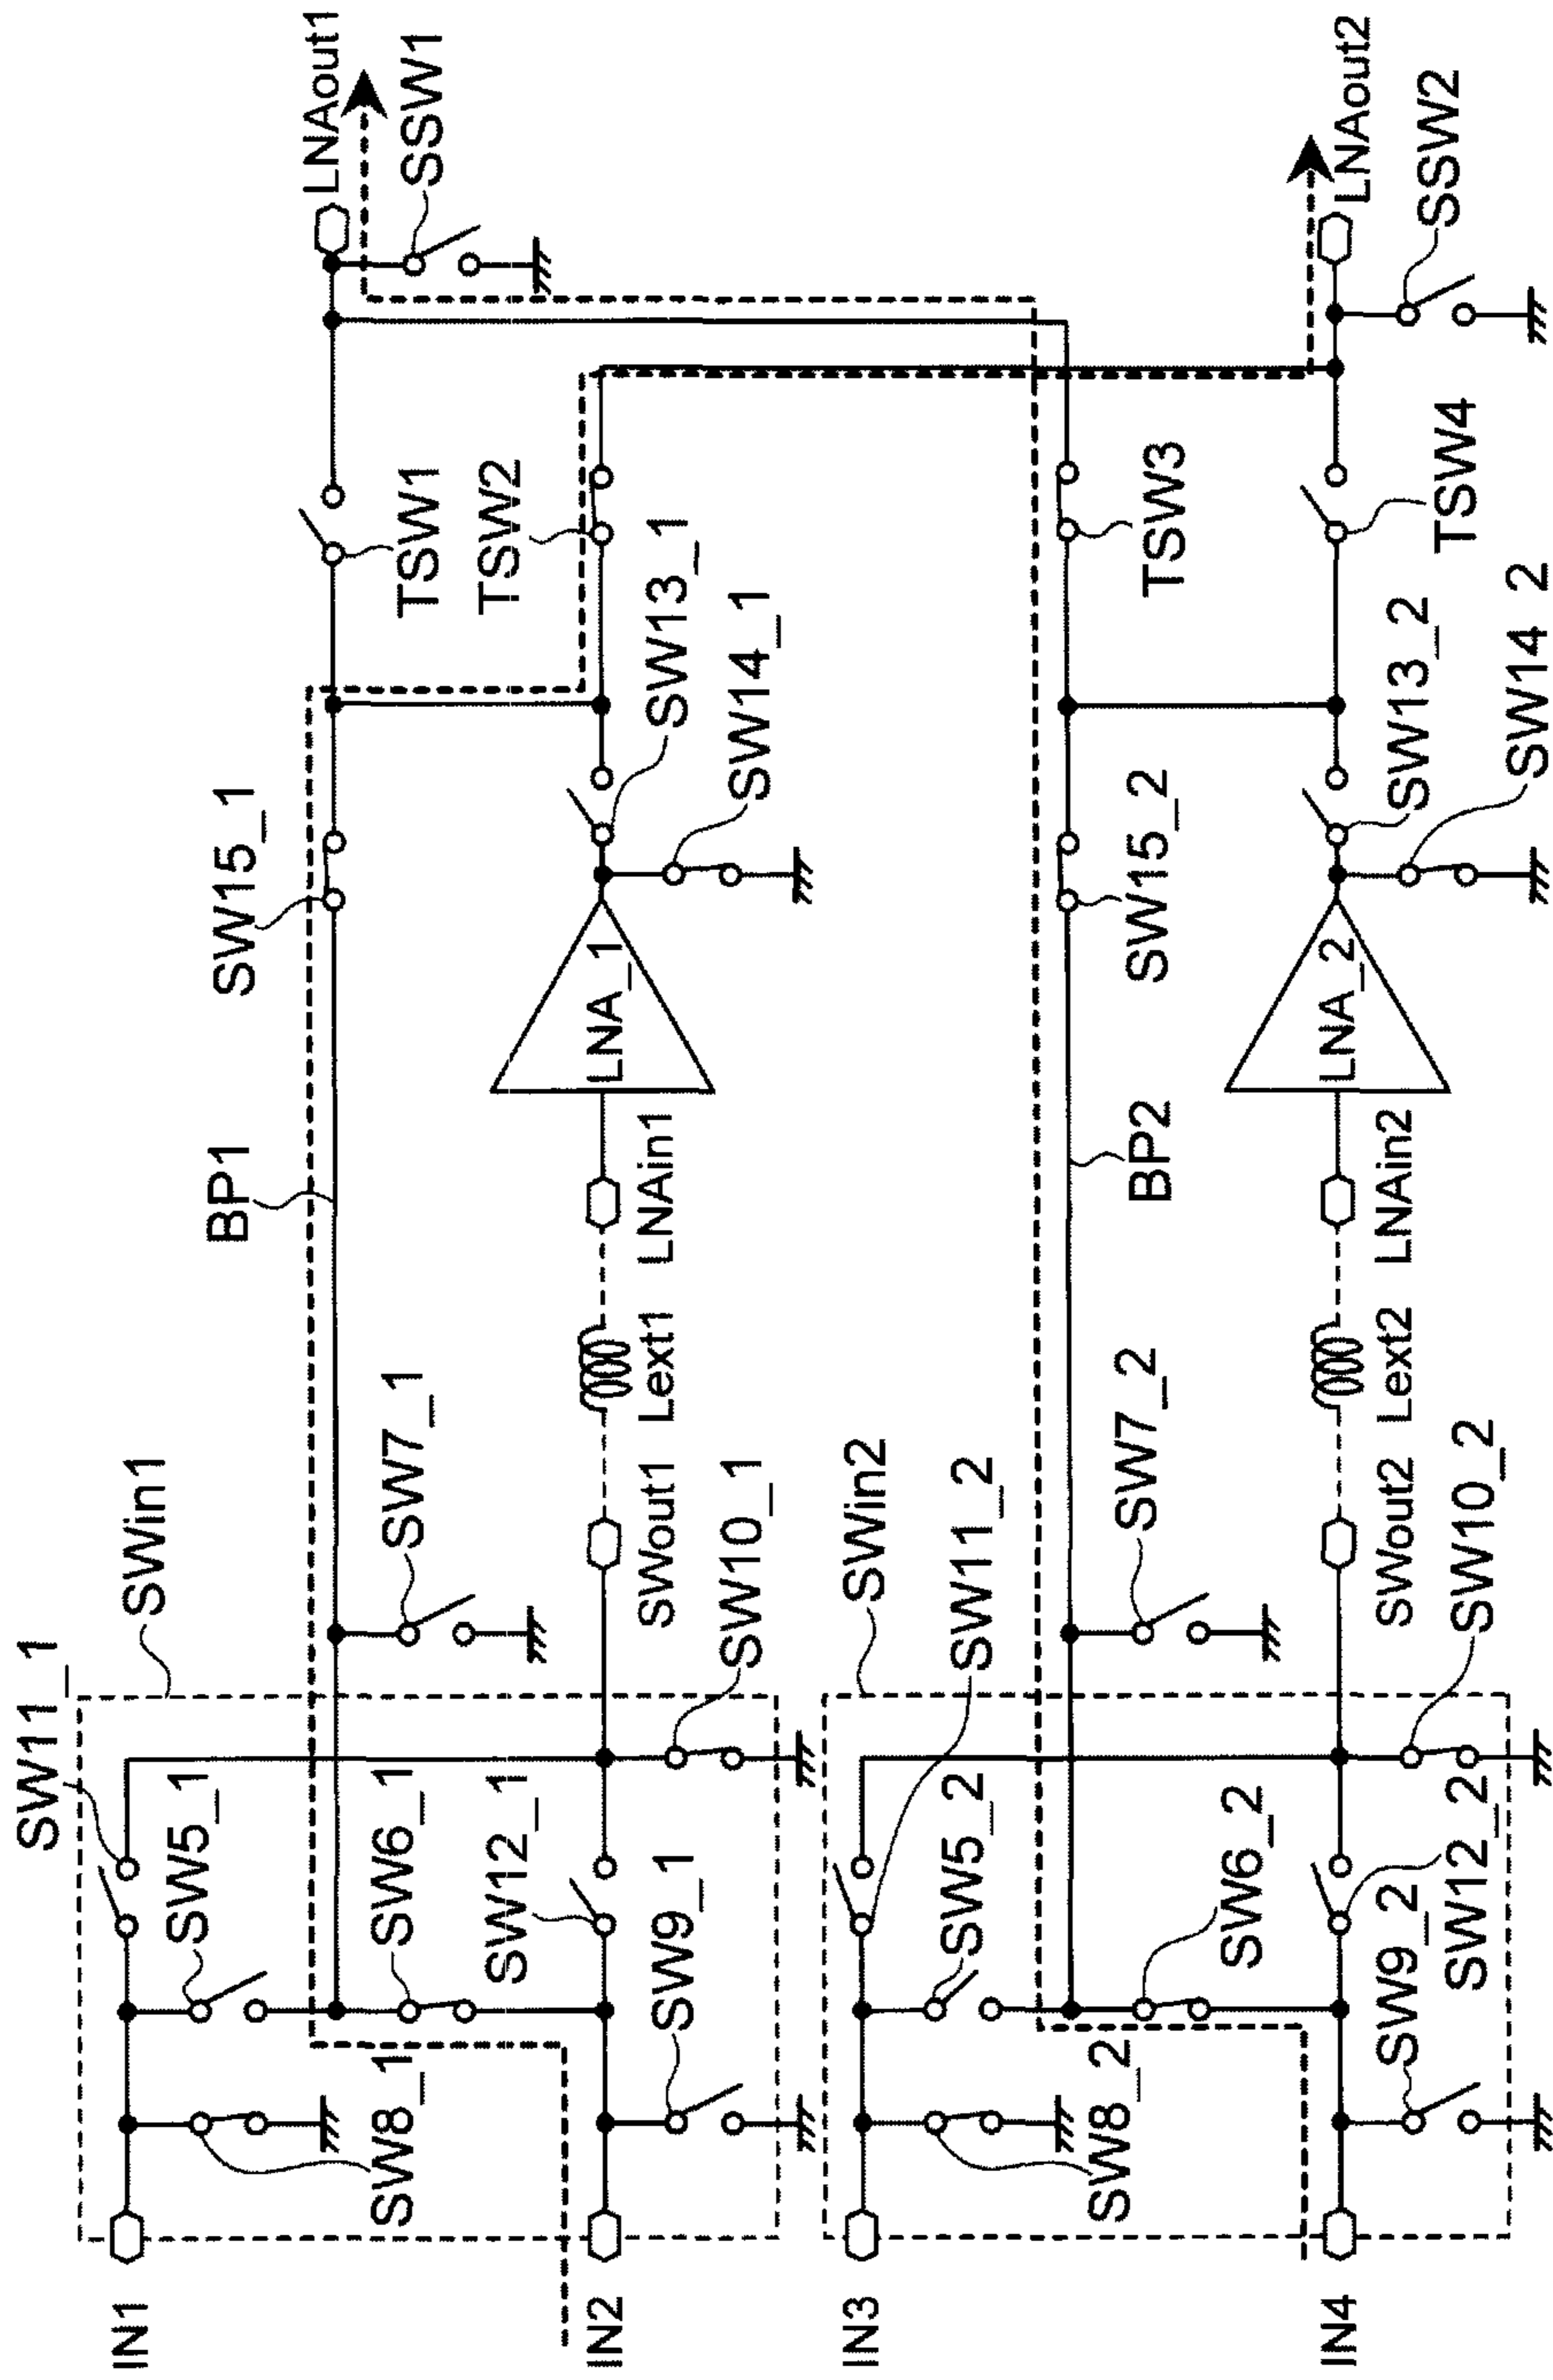 IN1
SW8_1
SW5_1
SW11_1
SWin1
SW6_1
SW12_1
SW9_1
IN2
SW7_1
SW10_1
SWout1
Lext1
LNAin1
BP1
SW15_1
LNA_1
SW14_1
SW13_1
TSW1
TSW2
LNAout1
SSW1
IN3
SW8_2
SW5_2
SW11_2
SWin2
SW6_2
SW9_2
SW12_2
IN4
SW7_2
SW10_2
SWout2
Lext2
LNAin2
BP2
SW15_2
LNA_2
SW14_2
SW13_2
TSW3
TSW4
LNAout2
SSW2